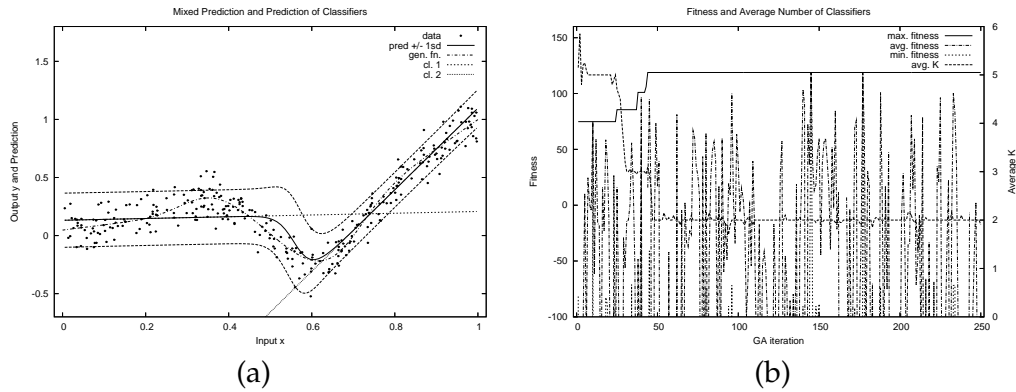 Mixed Prediction and Prediction of Classifiers
data
pred +/- 1sd
gen. fn.
cl. 1
cl. 2
1.5
1
0.5
0
-0.5
Output y and Prediction
0
0.2
0.4
0.6
0.8
1
Input x
(a)
Fitness and Average Number of Classifiers
max. fitness
avg. fitness
min. fitness
avg. K
150
100
50
0
-50
-100
Fitness
6
5
4
3
2
1
0
Average K
0
50
100
150
200
250
GA iteration
(b)